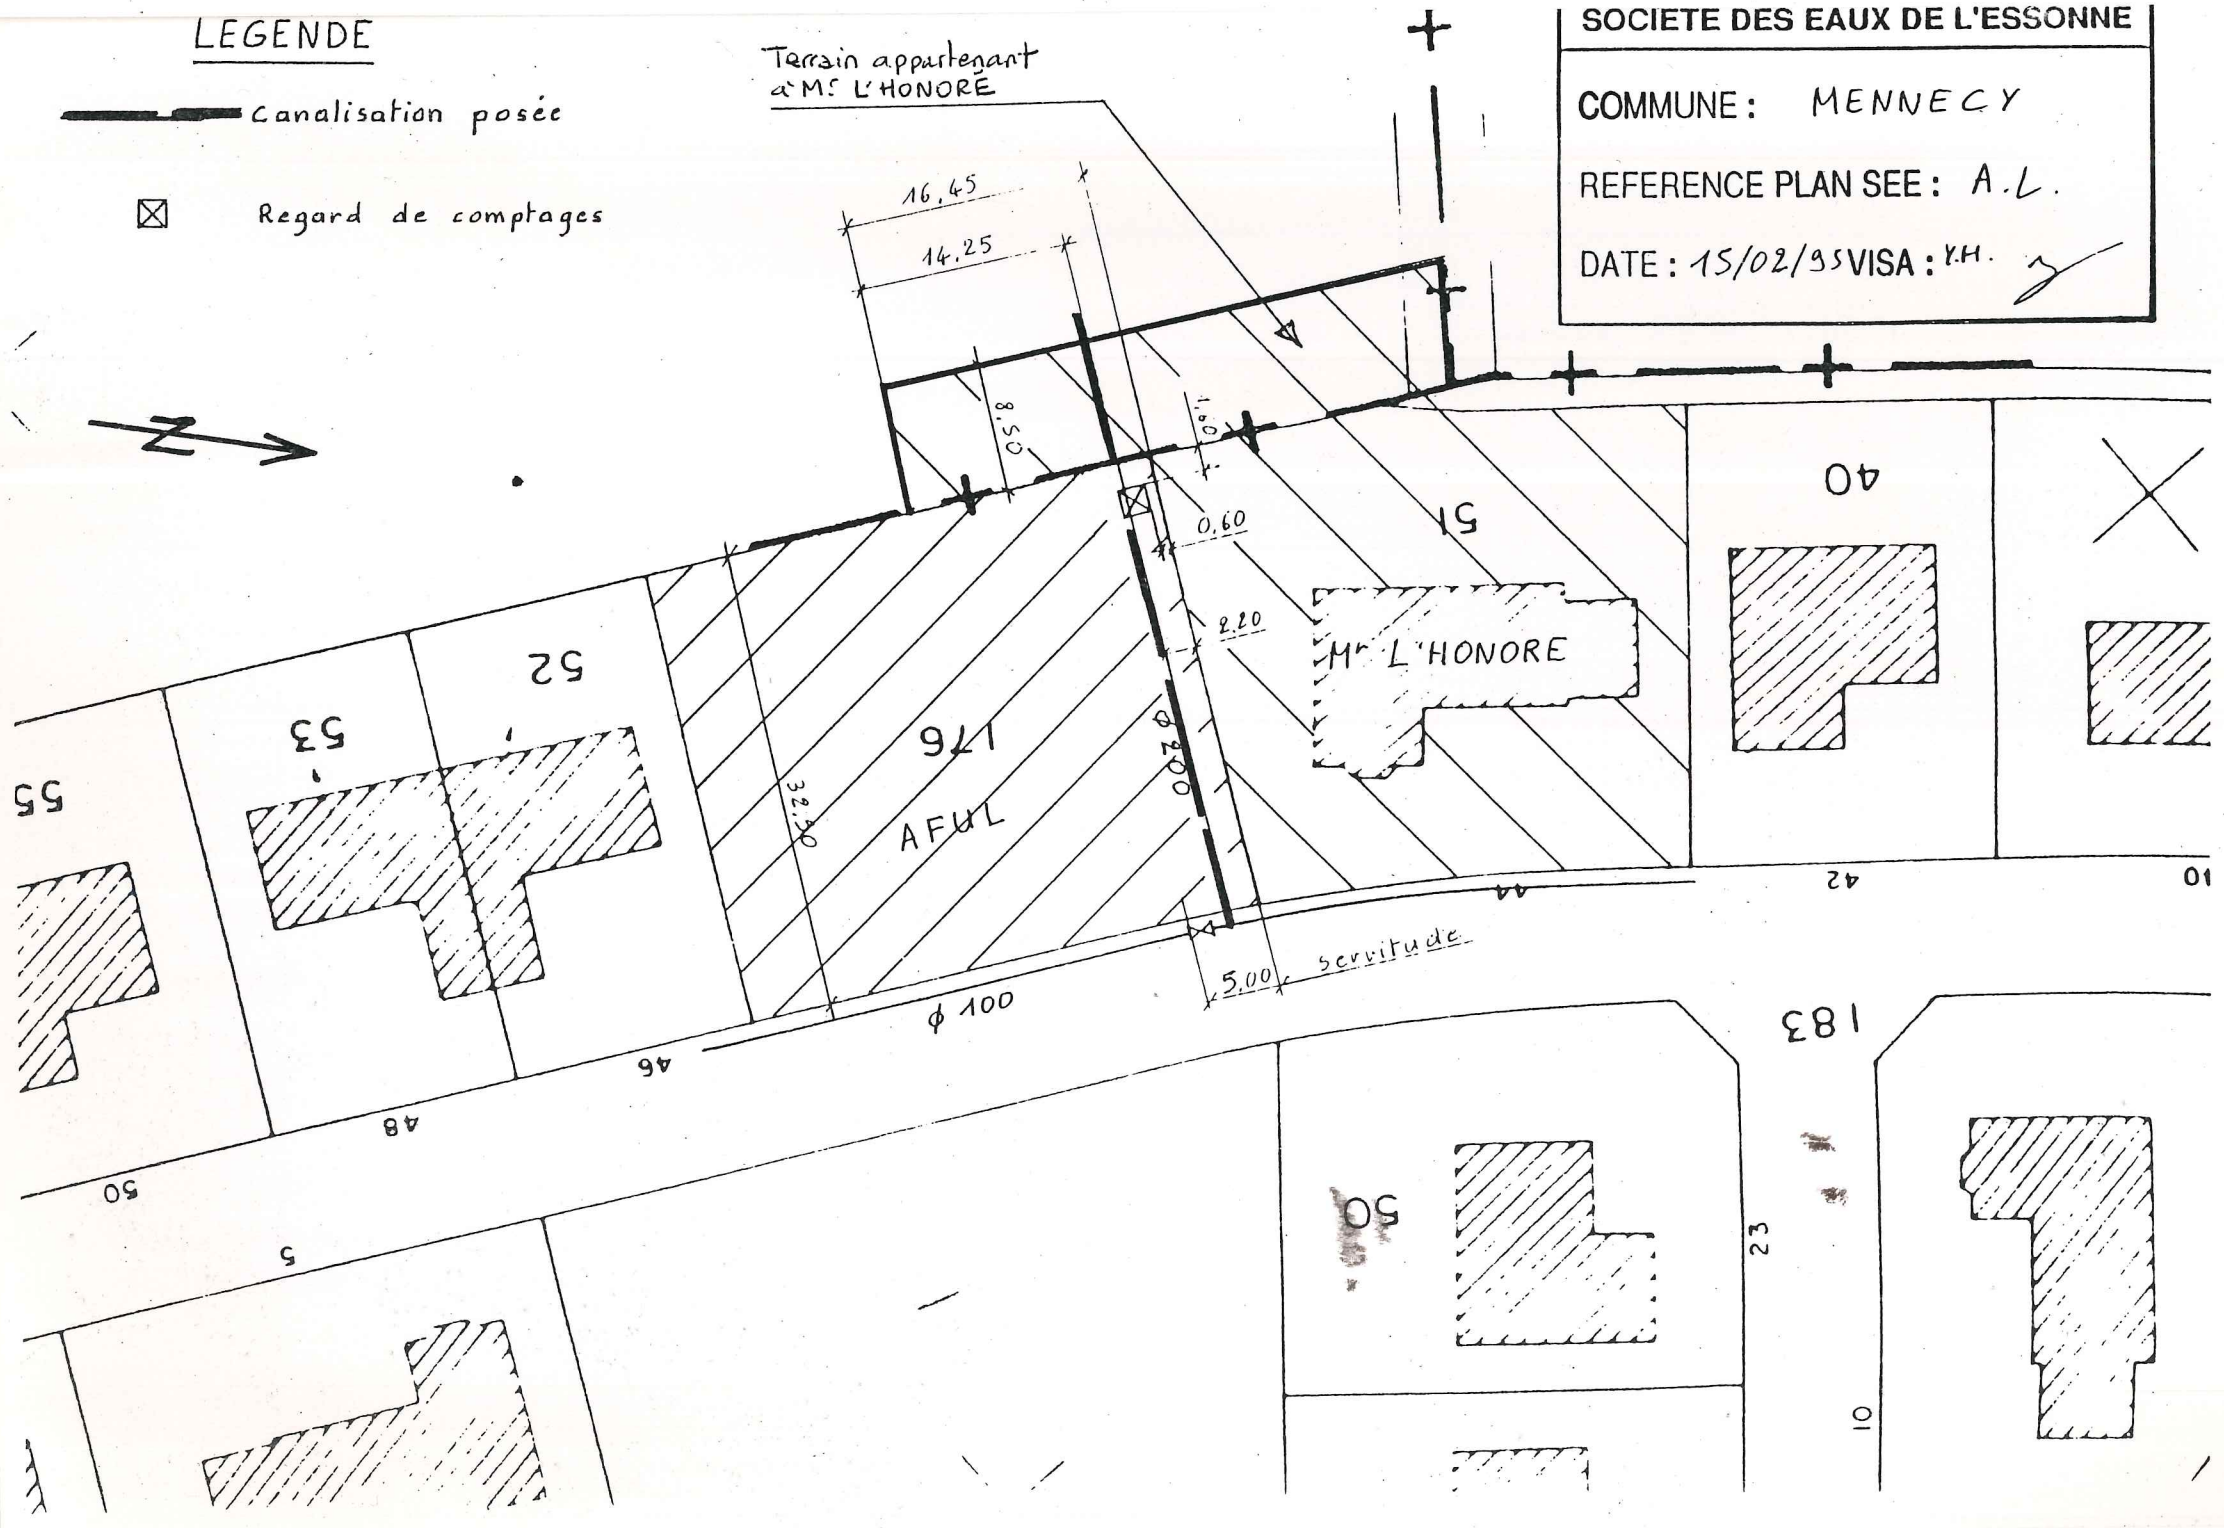 LEGENDE
Canalisation posée
Regard de comptages
Terrain appartenant
à Mr L'HONORÉ
SOCIETE DES EAUX DE L'ESSONNE
COMMUNE : MENNECY
REFERENCE PLAN SEE : A.L.
DATE : 15/02/95 VISA : Y.H.
16,45
14,25
8,50
1,60
0,60
2,20
51
40
Mr L'HONORE
52
53
55
176
AFUL
32,50
ø 200
44
42
10
5,00
servitude
ø 100
46
48
50
183
5
50
23
10